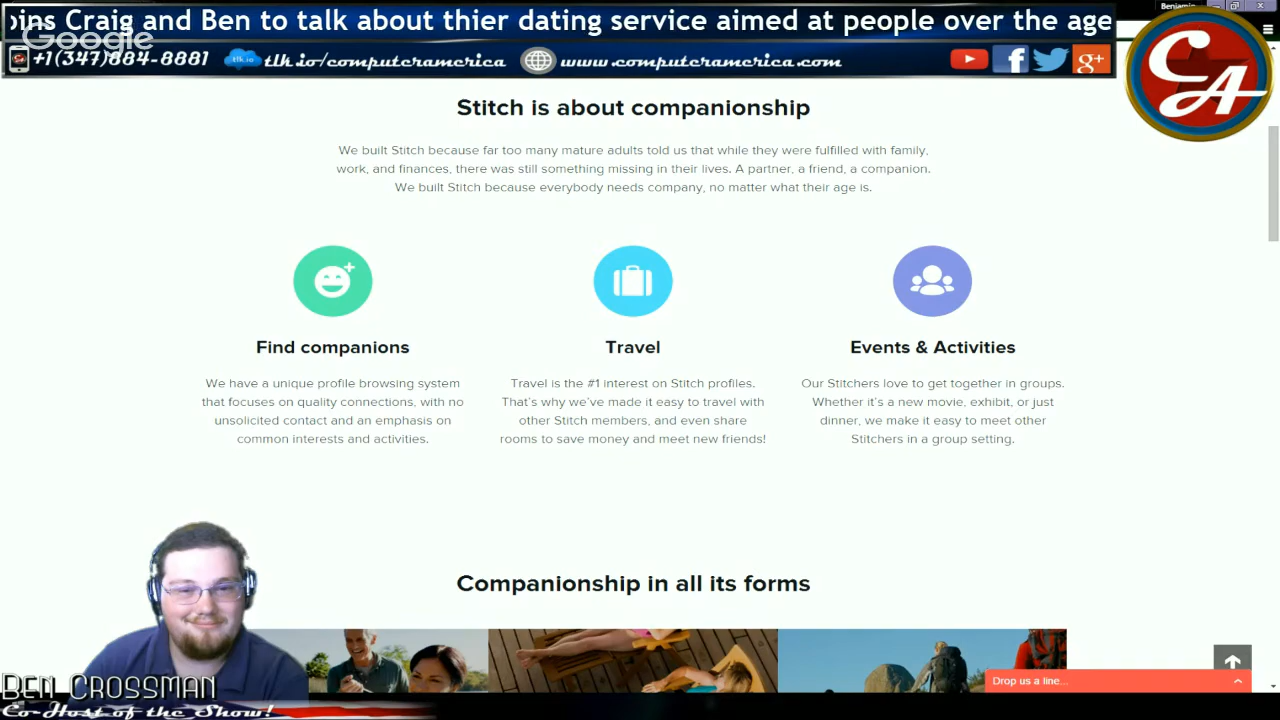 oins Craig and Ben to talk about thier dating service aimed at people over the age
Google
Benjamin
+1(347)884-8881 tlk.io tlk.io/computeramerica www.computeramerica.com f g+
CA
Stitch is about companionship
We built Stitch because far too many mature adults told us that while they were fulfilled with family,
work, and finances, there was still something missing in their lives. A partner, a friend, a companion.
We built Stitch because everybody needs company, no matter what their age is.
Find companions
We have a unique profile browsing system
that focuses on quality connections, with no
unsolicited contact and an emphasis on
common interests and activities.
Travel
Travel is the #1 interest on Stitch profiles.
That's why we've made it easy to travel with
other Stitch members, and even share
rooms to save money and meet new friends!
Events & Activities
Our Stitchers love to get together in groups.
Whether it's a new movie, exhibit, or just
dinner, we make it easy to meet other
Stitchers in a group setting.
Companionship in all its forms
Drop us a line...
Ben Crossman
Co-Host of the Show!